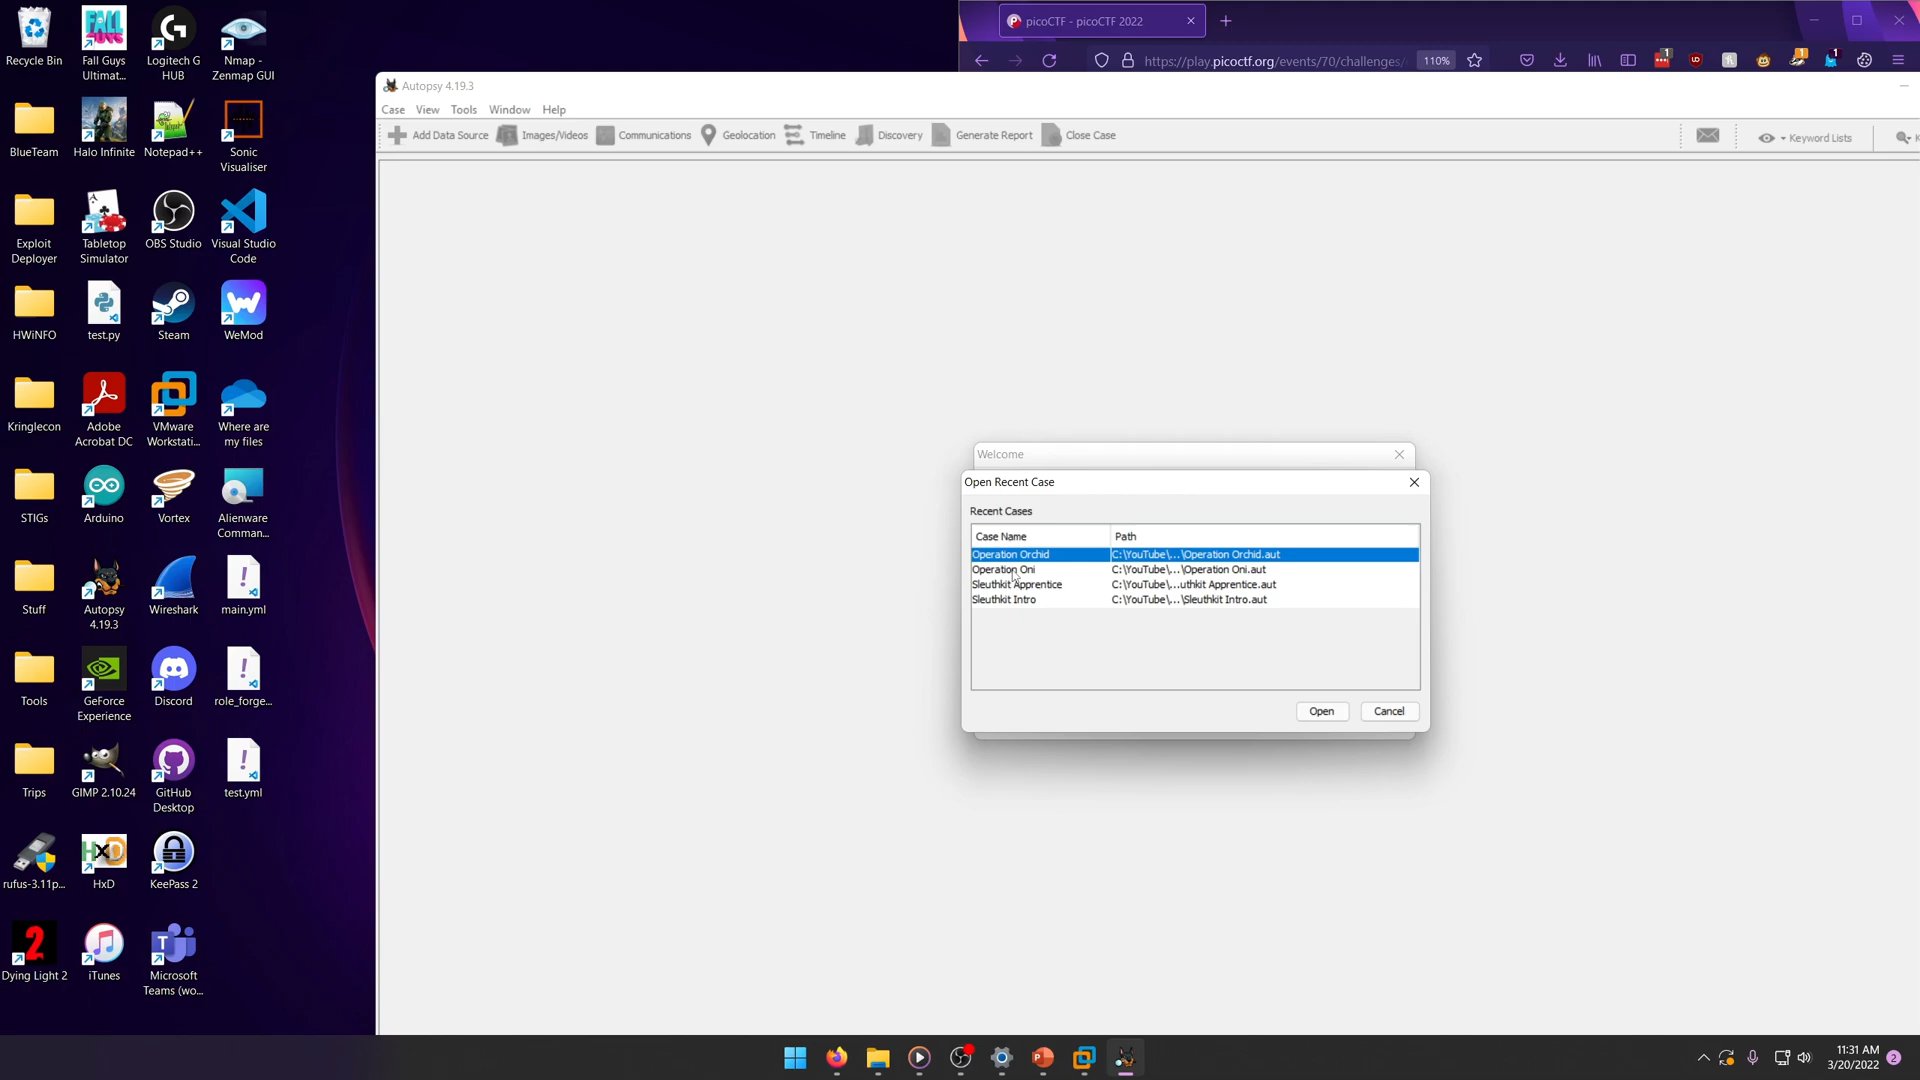 Recycle Bin
Fall Guys
Ultimat...
Logitech G
HUB
Nmap -
Zenmap GUI
BlueTeam
Halo Infinite
Notepad++
Sonic
Visualiser
Exploit
Deployer
Tabletop
Simulator
OBS Studio
Visual Studio
Code
HWiNFO
test.py
Steam
WeMod
Kringlecon
Adobe
Acrobat DC
VMware
Workstati...
Where are
my files
STIGs
Arduino
Vortex
Alienware
Comman...
Stuff
Autopsy
4.19.3
Wireshark
main.yml
Tools
GeForce
Experience
Discord
role_forge...
Trips
GIMP 2.10.24
GitHub
Desktop
test.yml
rufus-3.11p...
HxD
KeePass 2
Dying Light 2
iTunes
Microsoft
Teams (wo...
picoCTF - picoCTF 2022
https://play.picoctf.org/events/70/challenges/
110%
Autopsy 4.19.3
Case View Tools Window Help
Add Data Source Images/Videos Communications Geolocation Timeline Discovery Generate Report Close Case Keyword Lists K
Welcome
Open Recent Case
Recent Cases
Case Name Path
Operation Orchid C:\YouTube\...\Operation Orchid.aut
Operation Oni C:\YouTube\...\Operation Oni.aut
Sleuthkit Apprentice C:\YouTube\...uthkit Apprentice.aut
Sleuthkit Intro C:\YouTube\...\Sleuthkit Intro.aut
Open Cancel
11:31 AM
3/20/2022
2